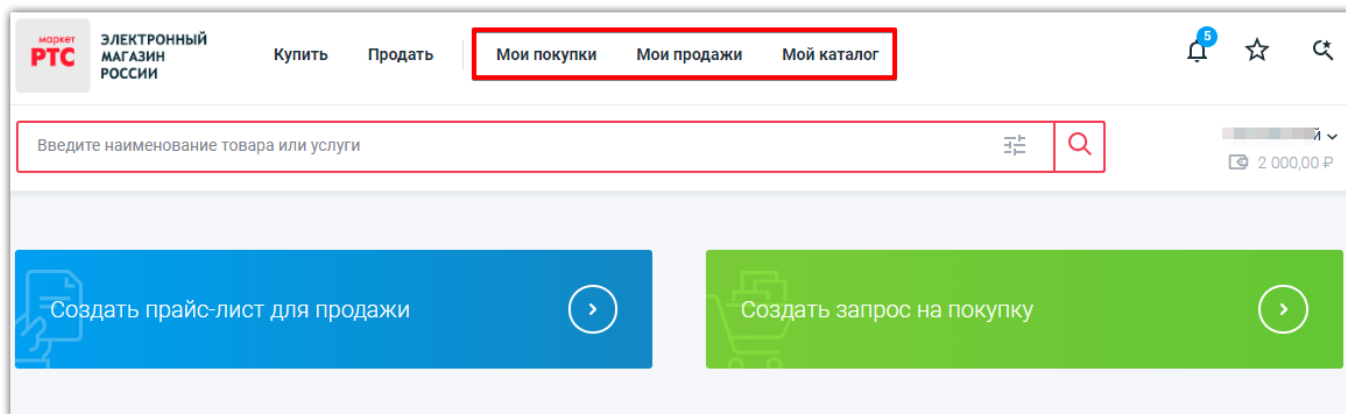 маркет
РТС
ЭЛЕКТРОННЫЙ
МАГАЗИН
РОССИИ
Купить Продать Мои покупки Мои продажи Мой каталог
5
Введите наименование товара или услуги
2 000,00 ₽
Создать прайс-лист для продажи
Создать запрос на покупку